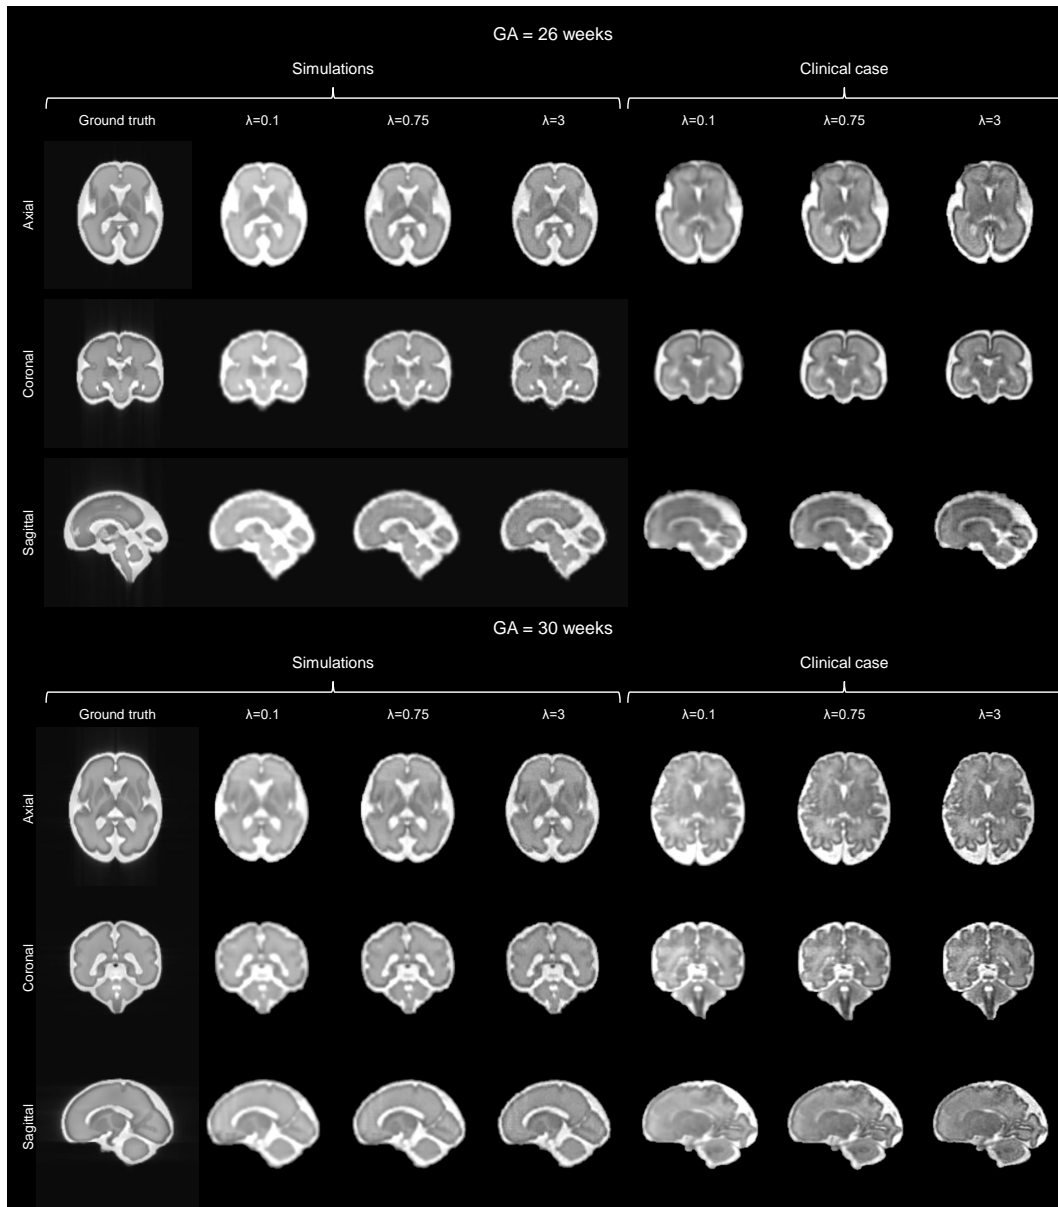 GA = 26 weeks
Simulations Clinical case
Ground truth λ=0.1 λ=0.75 λ=3 λ=0.1 λ=0.75 λ=3
Axial
Coronal
Sagittal
GA = 30 weeks
Simulations Clinical case
Ground truth λ=0.1 λ=0.75 λ=3 λ=0.1 λ=0.75 λ=3
Axial
Coronal
Sagittal